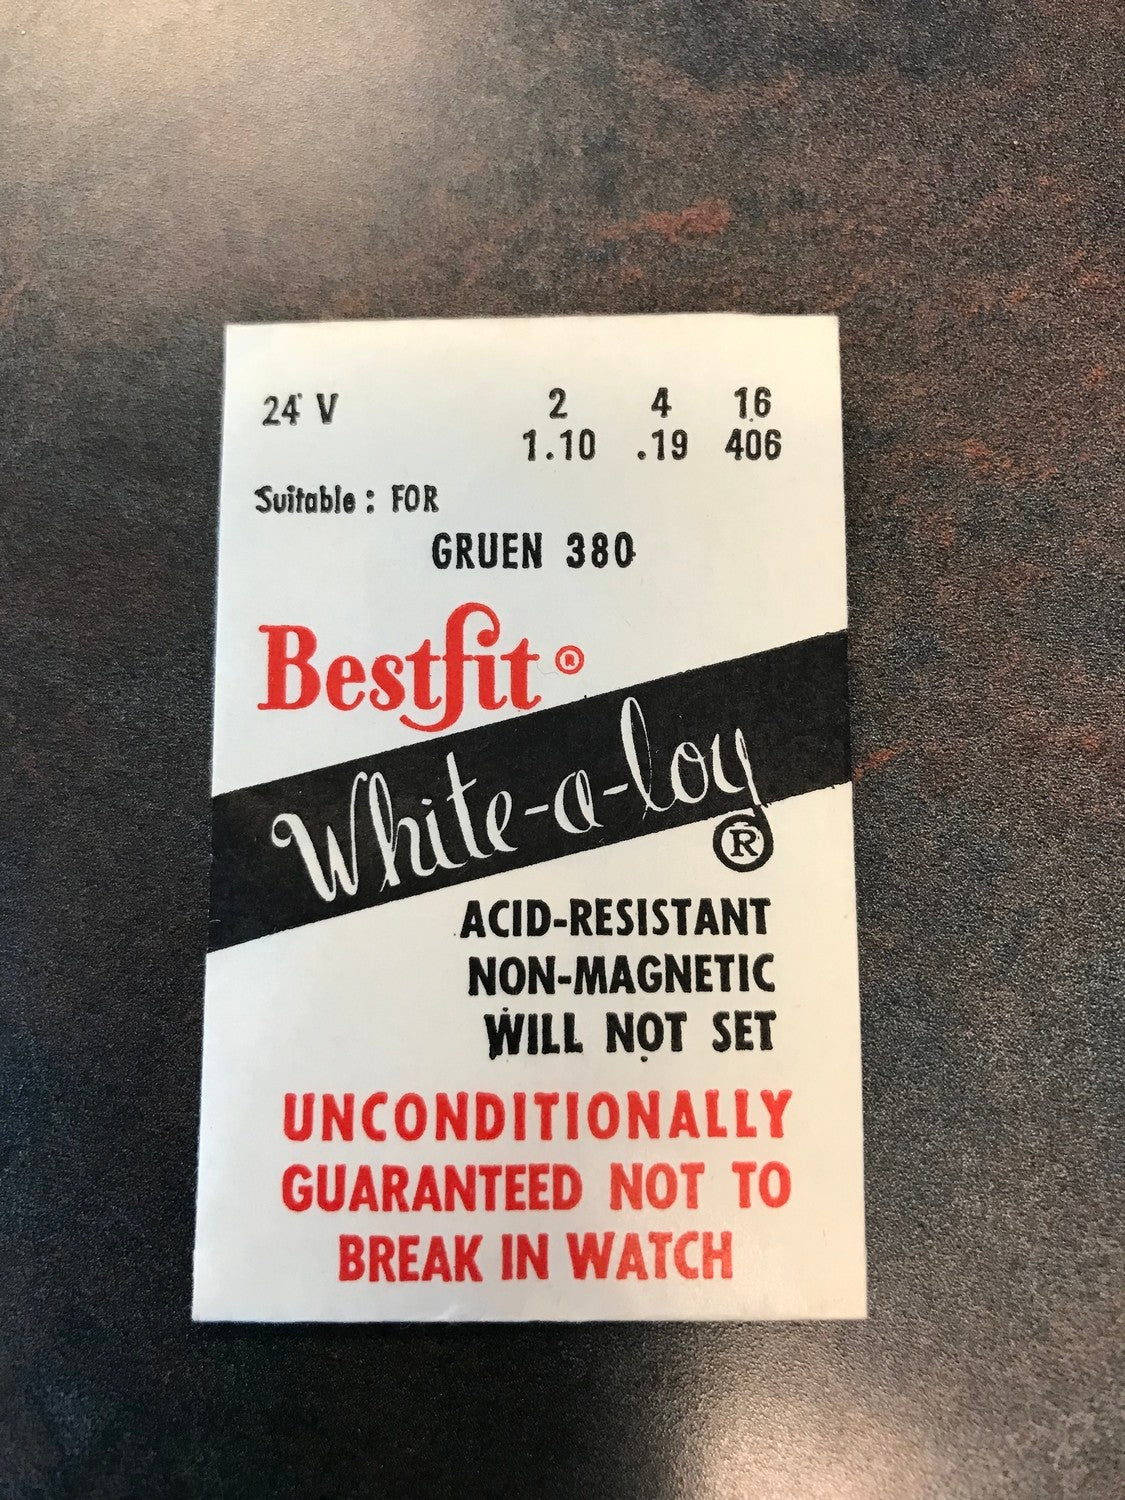 24 V 2 4 16
1.10 .19 406
Suitable : FOR
GRUEN 380
Bestfit ®
White-a-loy
®
ACID-RESISTANT
NON-MAGNETIC
WILL NOT SET
UNCONDITIONALLY
GUARANTEED NOT TO
BREAK IN WATCH